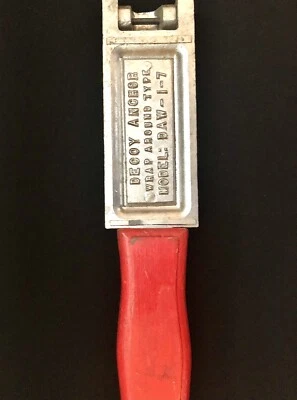 DECOY ANCHOR
WRAP AROUND TYPE
MODEL: DAW-1-7